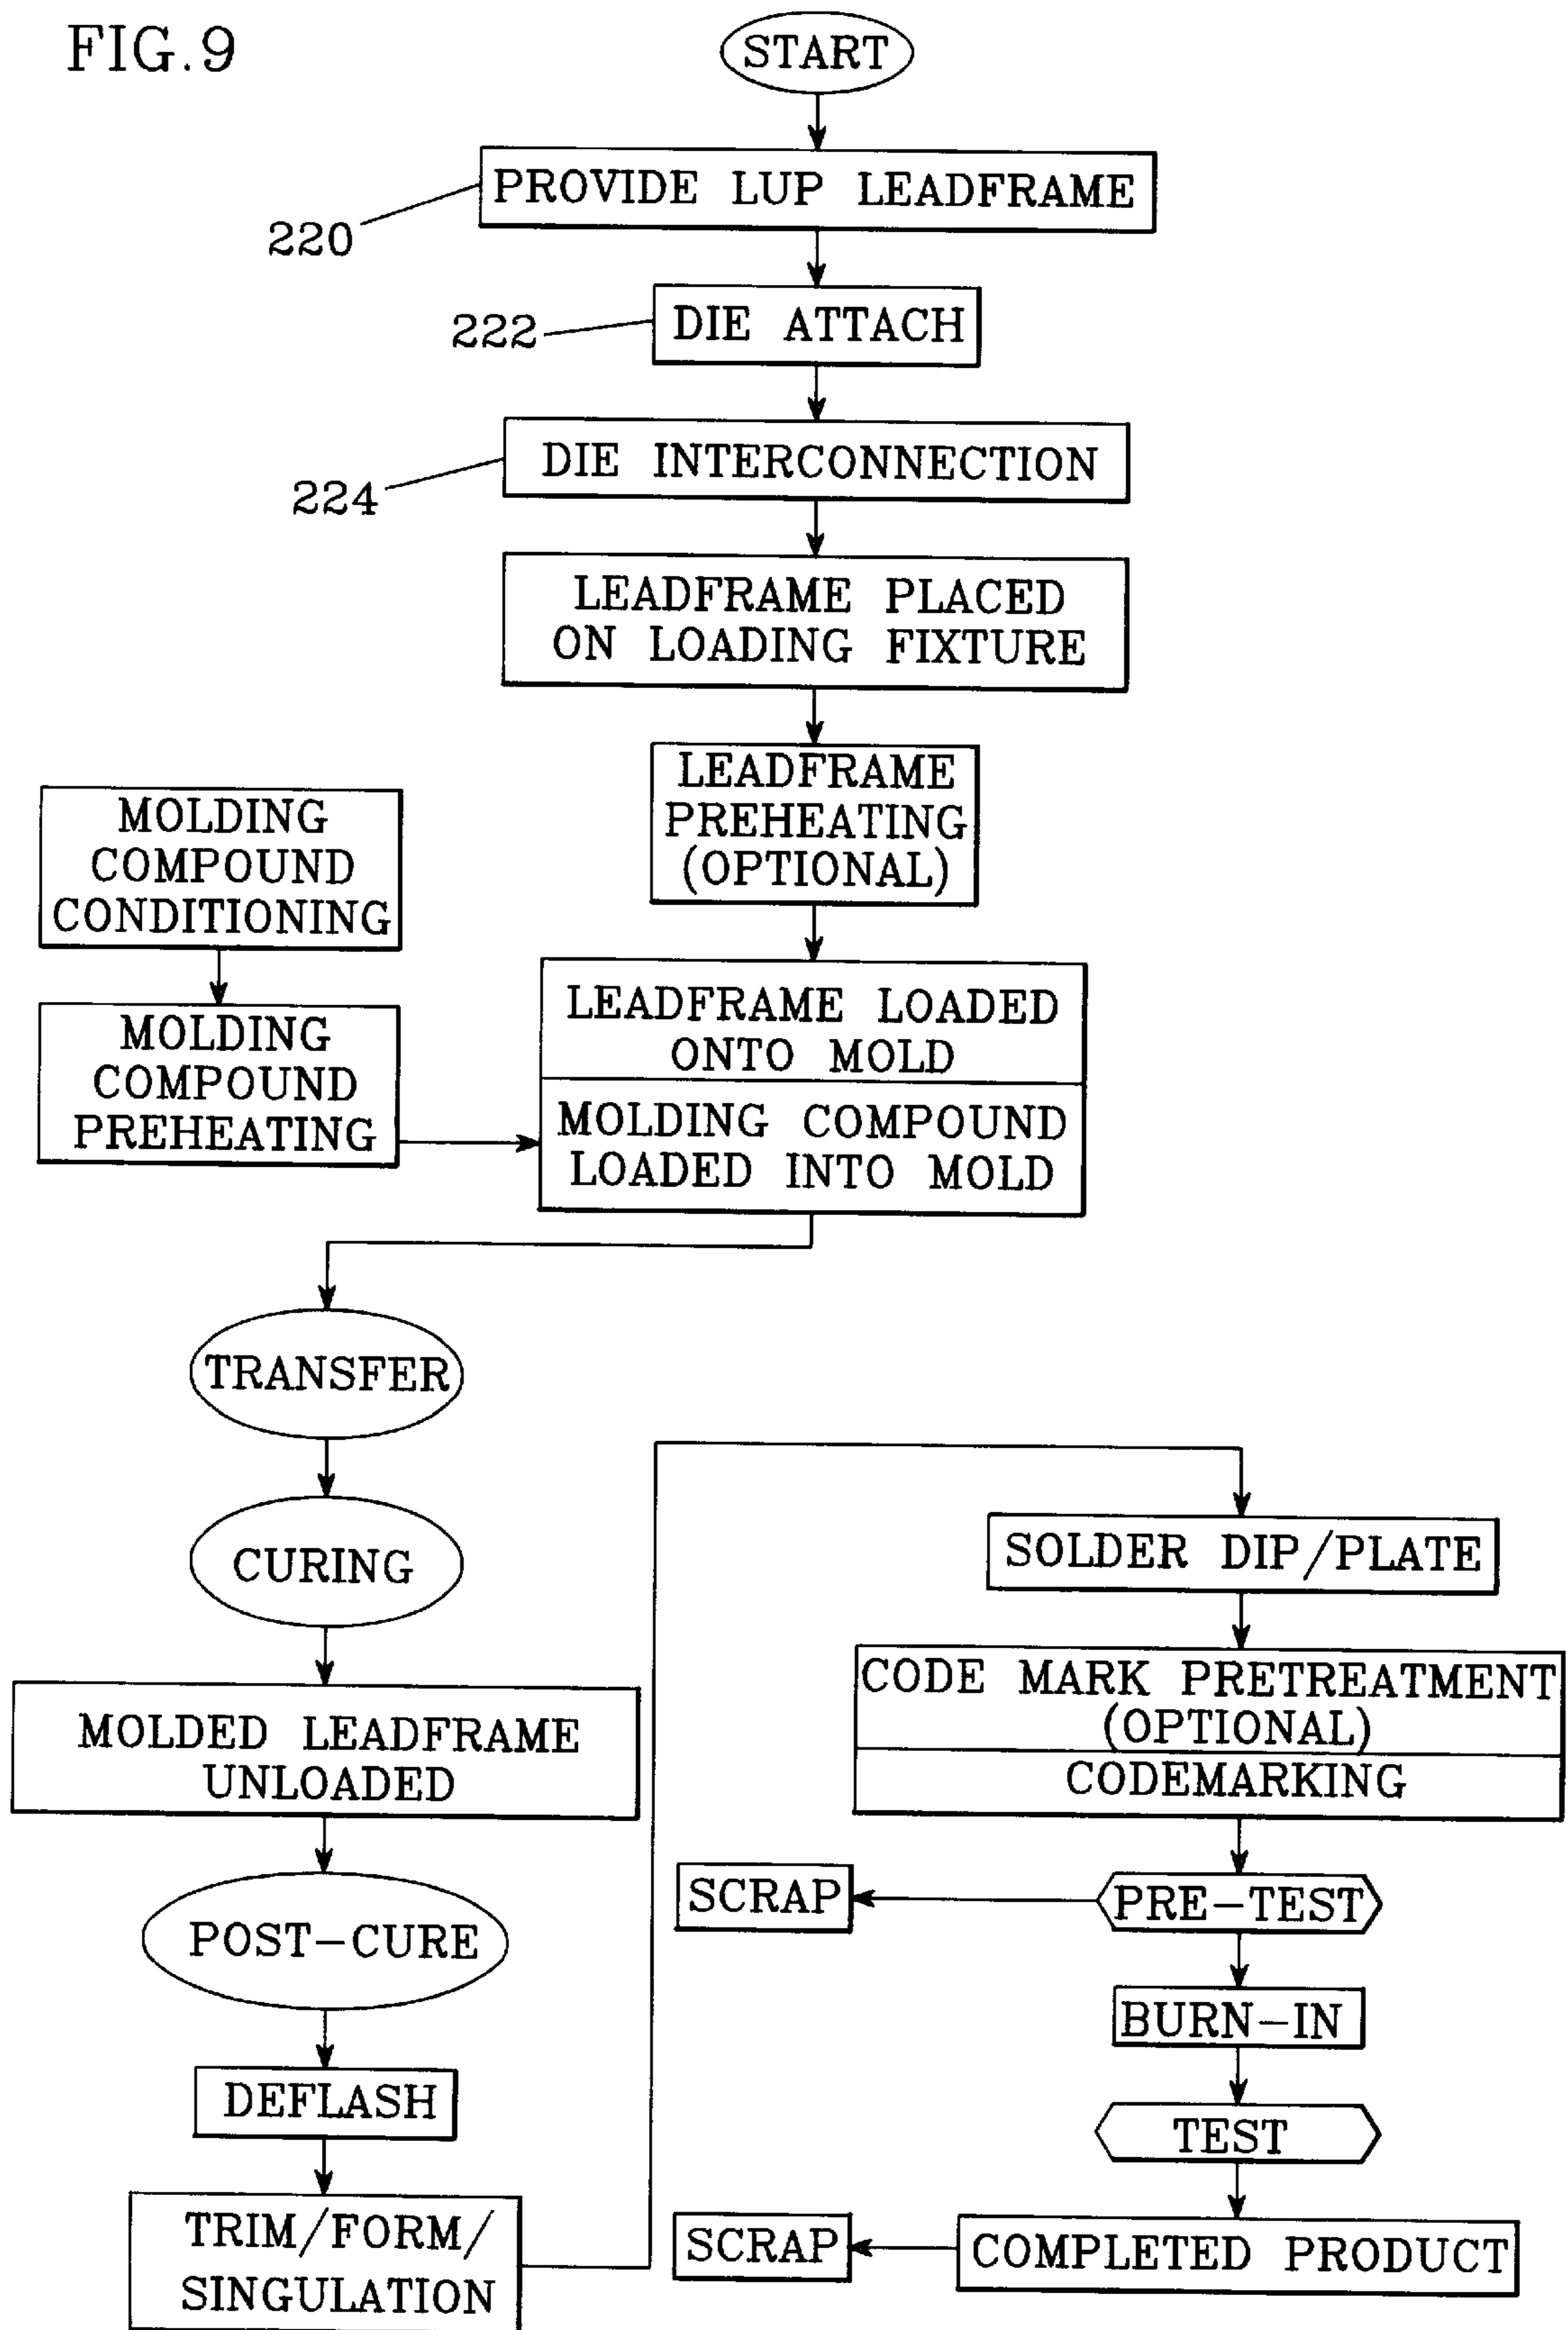 FIG.9
START
PROVIDE LUP LEADFRAME
220
DIE ATTACH
222
DIE INTERCONNECTION
224
LEADFRAME PLACED
ON LOADING FIXTURE
LEADFRAME
PREHEATING
(OPTIONAL)
MOLDING
COMPOUND
CONDITIONING
MOLDING
COMPOUND
PREHEATING
LEADFRAME LOADED
ONTO MOLD
MOLDING COMPOUND
LOADED INTO MOLD
TRANSFER
CURING
MOLDED LEADFRAME
UNLOADED
POST-CURE
DEFLASH
TRIM/FORM/
SINGULATION
SOLDER DIP/PLATE
CODE MARK PRETREATMENT
(OPTIONAL)
CODEMARKING
PRE-TEST
SCRAP
BURN-IN
TEST
COMPLETED PRODUCT
SCRAP